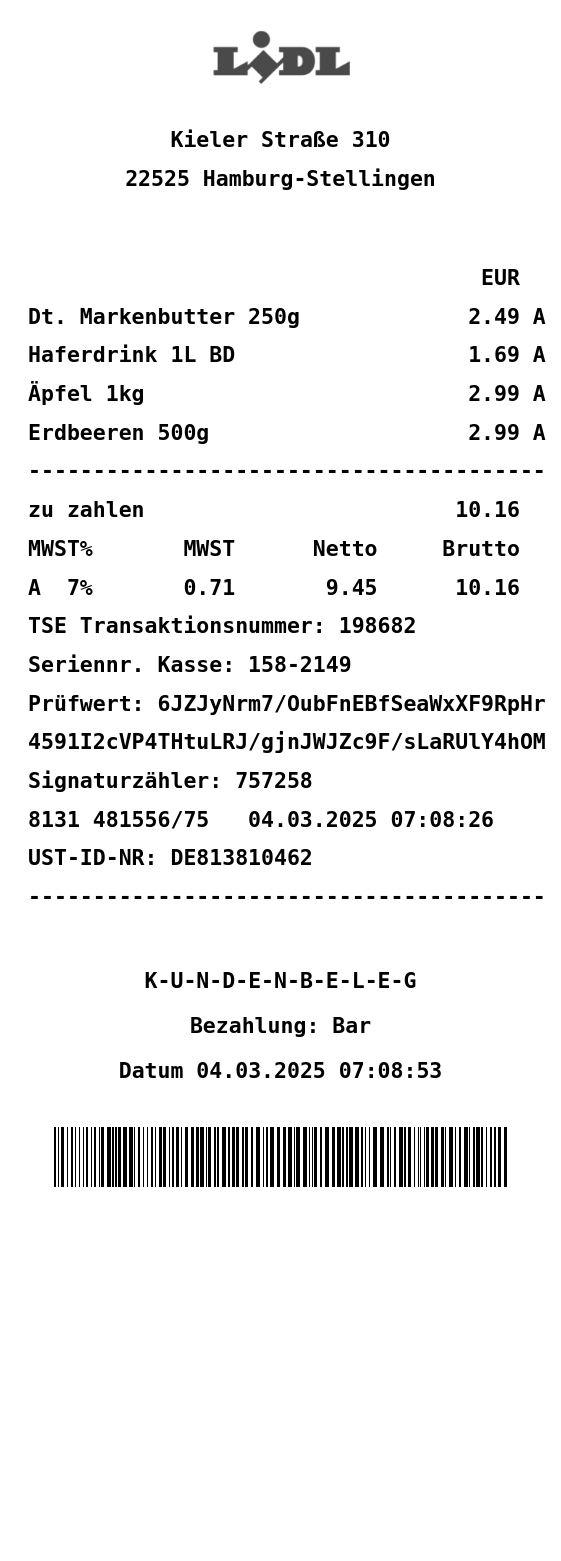 LIDL
Kieler Straße 310
22525 Hamburg-Stellingen
EUR
Dt. Markenbutter 250g 2.49 A
Haferdrink 1L BD 1.69 A
Äpfel 1kg 2.99 A
Erdbeeren 500g 2.99 A
----------------------------------------
zu zahlen 10.16
MWST% MWST Netto Brutto
A 7% 0.71 9.45 10.16
TSE Transaktionsnummer: 198682
Seriennr. Kasse: 158-2149
Prüfwert: 6JZJyNrm7/OubFnEBfSeaWxXF9RpHr
4591I2cVP4THtuLRJ/gjnJWJZc9F/sLaRUlY4hOM
Signaturzähler: 757258
8131 481556/75 04.03.2025 07:08:26
UST-ID-NR: DE813810462
----------------------------------------
K-U-N-D-E-N-B-E-L-E-G
Bezahlung: Bar
Datum 04.03.2025 07:08:53